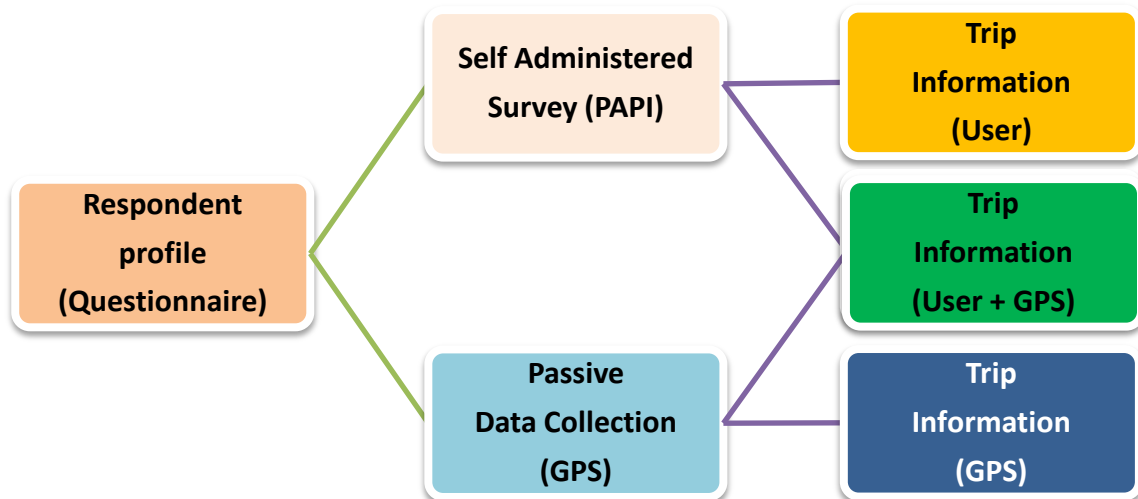 Respondent
profile
(Questionnaire)
Self Administered
Survey (PAPI)
Passive
Data Collection
(GPS)
Trip
Information
(User)
Trip
Information
(User + GPS)
Trip
Information
(GPS)